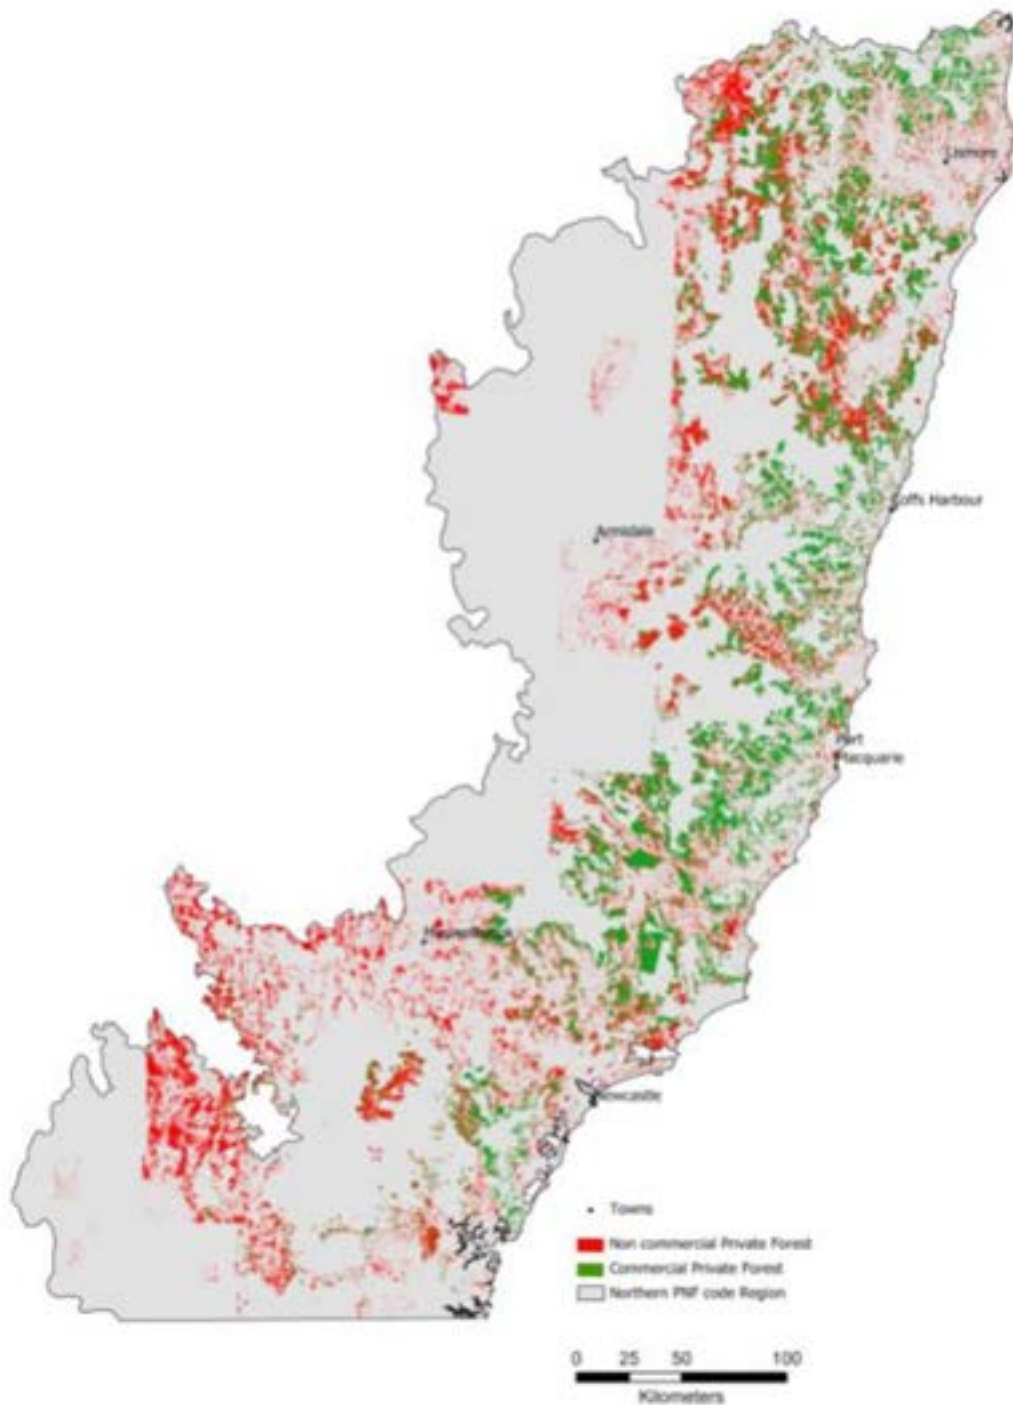 Lismore
Coffs Harbour
Armidale
Port
Macquarie
Newcastle
Towns
Non commercial Private Forest
Commercial Private Forest
Northern PNF code Region
0 25 50 100
Kilometers